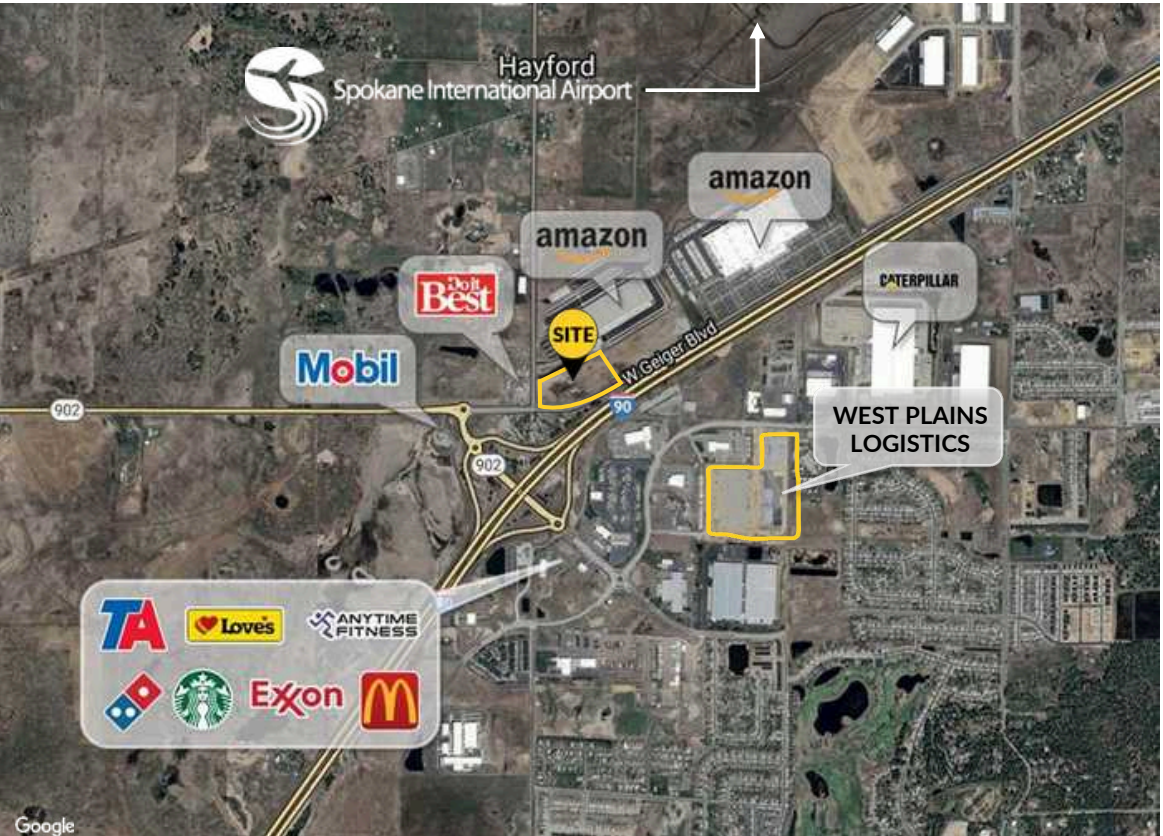 Hayford
Spokane International Airport
amazon
amazon
Do it
Best
CATERPILLAR
SITE
Mobil
W Geiger Blvd
902
90
WEST PLAINS
LOGISTICS
902
TA
Love's
ANYTIME
FITNESS
Exxon
Google